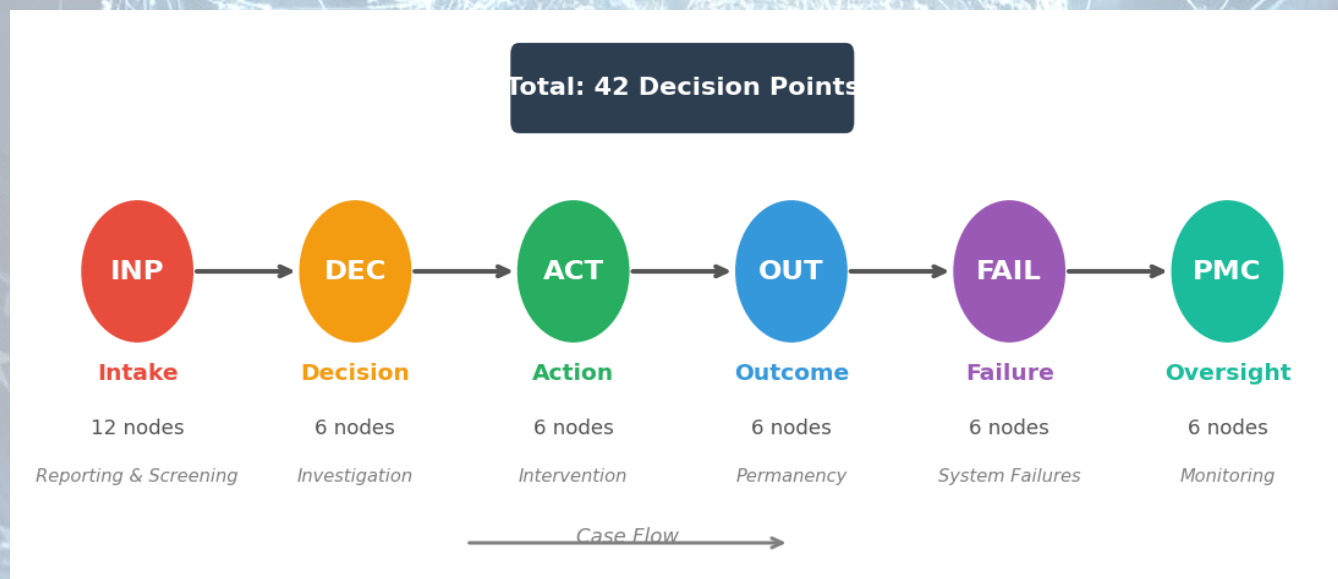 Total: 42 Decision Points
INP DEC ACT OUT FAIL PMC
Intake Decision Action Outcome Failure Oversight
12 nodes 6 nodes 6 nodes 6 nodes 6 nodes 6 nodes
Reporting & Screening Investigation Intervention Permanency System Failures Monitoring
Case Flow